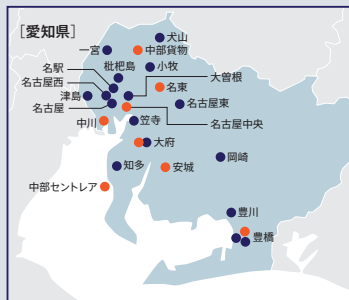 [愛知県]
犬山
一宮
中部貨物
枇杷島
小牧
名駅
大曽根
名古屋西
名東
津島
名古屋東
名古屋
中川
笠寺
名古屋中央
大府
岡崎
知多
安城
中部セントレア
豊川
豊橋